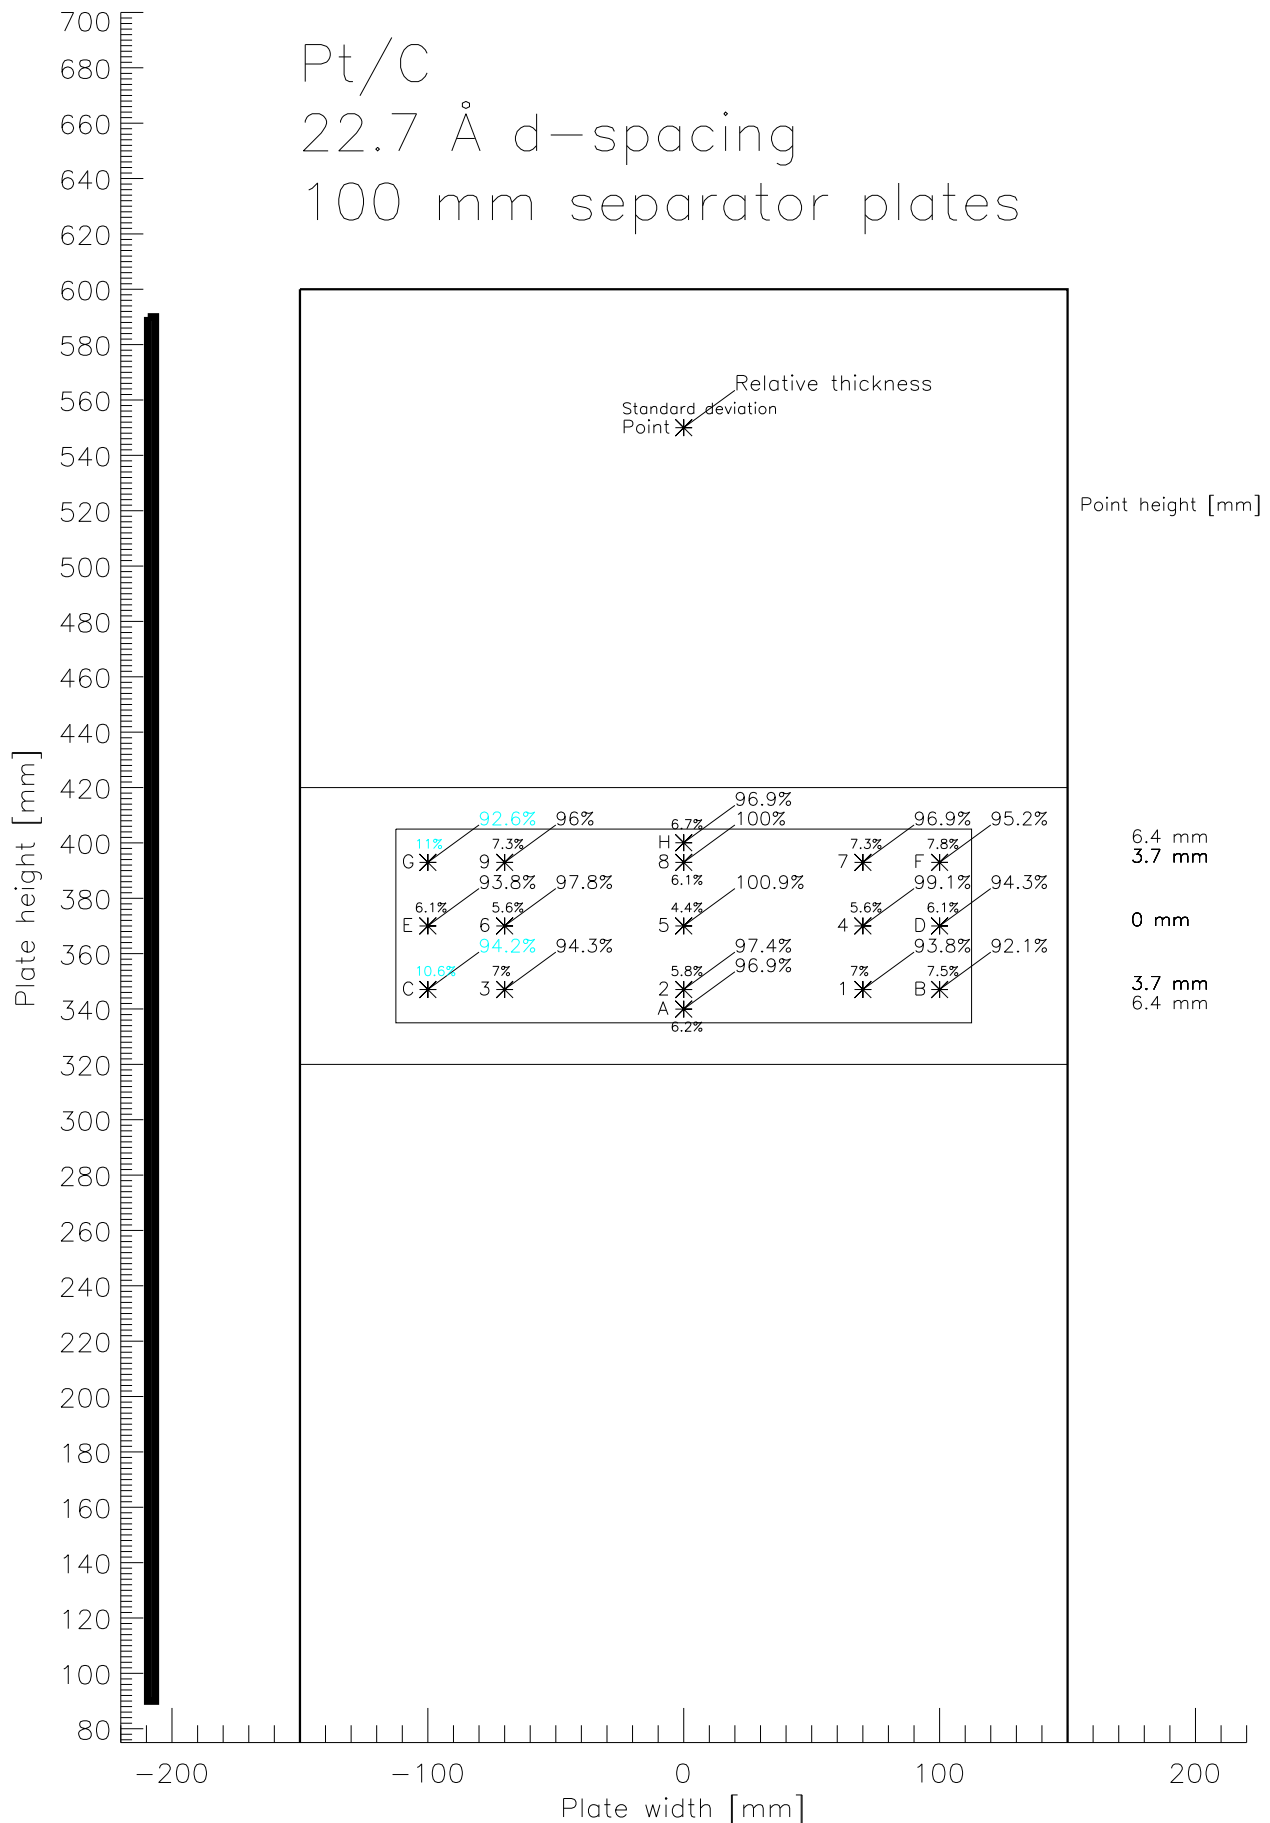 Pt/C
22.7 Å d-spacing
100 mm separator plates
700
680
660
640
620
600
580
560
540
520
500
480
460
440
420
400
380
360
340
320
300
280
260
240
220
200
180
160
140
120
100
80
Plate height [mm]
Relative thickness
Standard deviation
Point
Point height [mm]
96.9%
92.6% 96% 100% 96.9% 95.2%
6.7%
11% 7.3% H 7.3% 7.8%
G 9 8 7 F
6.1%
93.8% 97.8% 100.9% 99.1% 94.3%
6.1% 5.6% 4.4% 5.6% 6.1%
E 6 5 4 D
94.2% 94.3% 97.4% 93.8% 92.1%
96.9%
10.6% 7% 5.8% 7% 7.5%
C 3 2 1 B
A
6.2%
6.4 mm
3.7 mm
0 mm
3.7 mm
6.4 mm
-200 -100 0 100 200
Plate width [mm]